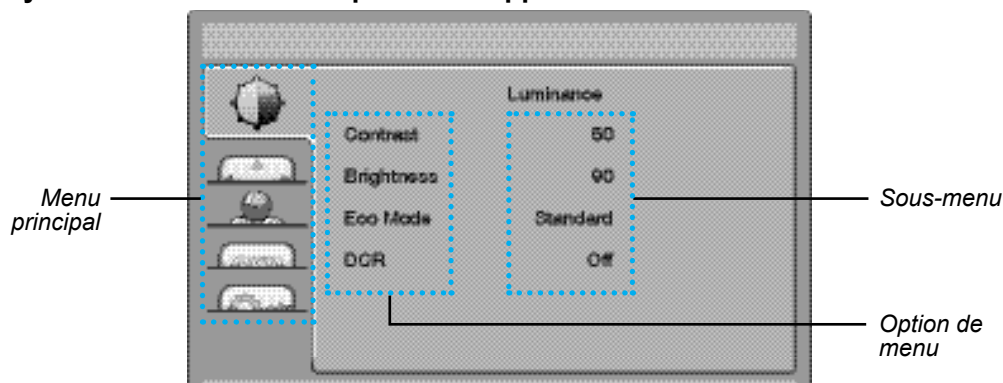 Luminance
Contrast 50
Brightness 90
Eco Mode Standard
DCR Off
Menu
principal
Sous-menu
Option de
menu